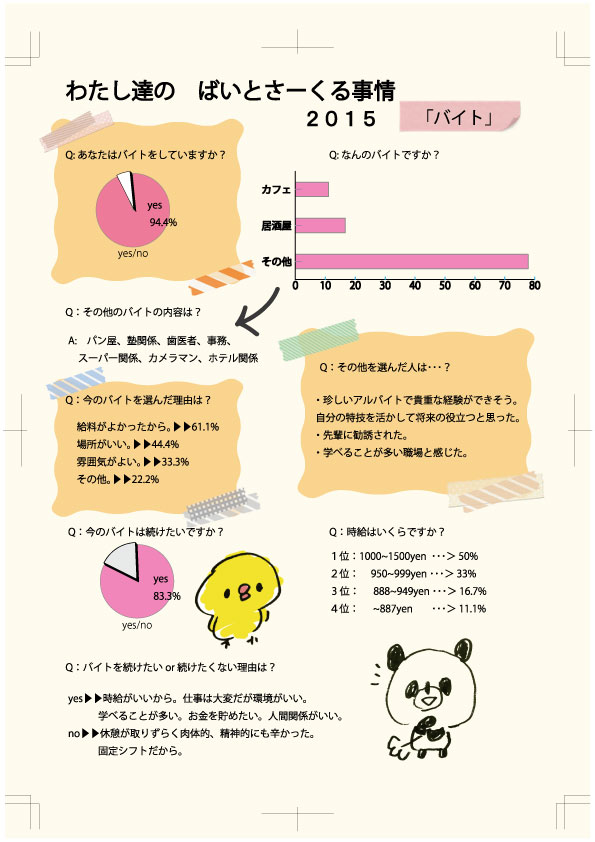 わたし達の　ばいとさーくる事情
２０１５
「バイト」
Q: あなたはバイトをしていますか？
yes
94.4%
yes/no
Q: なんのバイトですか？
カフェ
居酒屋
その他
0 10 20 30 40 50 60 70 80
Q：その他のバイトの内容は？
A:　パン屋、塾関係、歯医者、事務、
スーパー関係、カメラマン、ホテル関係
Q：その他を選んだ人は･･･？
・珍しいアルバイトで貴重な経験ができそう。
自分の特技を活かして将来の役立つと思った。
・先輩に勧誘された。
・学べることが多い職場と感じた。
Q：今のバイトを選んだ理由は？
給料がよかったから。▶▶61.1%
場所がいい。▶▶44.4%
雰囲気がよい。▶▶33.3%
その他。▶▶22.2%
Q：今のバイトは続けたいですか？
yes
83.3%
yes/no
Q：時給はいくらですか？
１位：1000~1500yen ･･･＞ 50%
２位：　950~999yen ･･･＞ 33%
３位：　888~949yen ･･･＞ 16.7%
４位：　~887yen　　･･･＞ 11.1%
Q：バイトを続けたい or 続けたくない理由は？
yes▶▶時給がいいから。仕事は大変だが環境がいい。
学べることが多い。お金を貯めたい。人間関係がいい。
no▶▶休憩が取りずらく肉体的、精神的にも辛かった。
固定シフトだから。